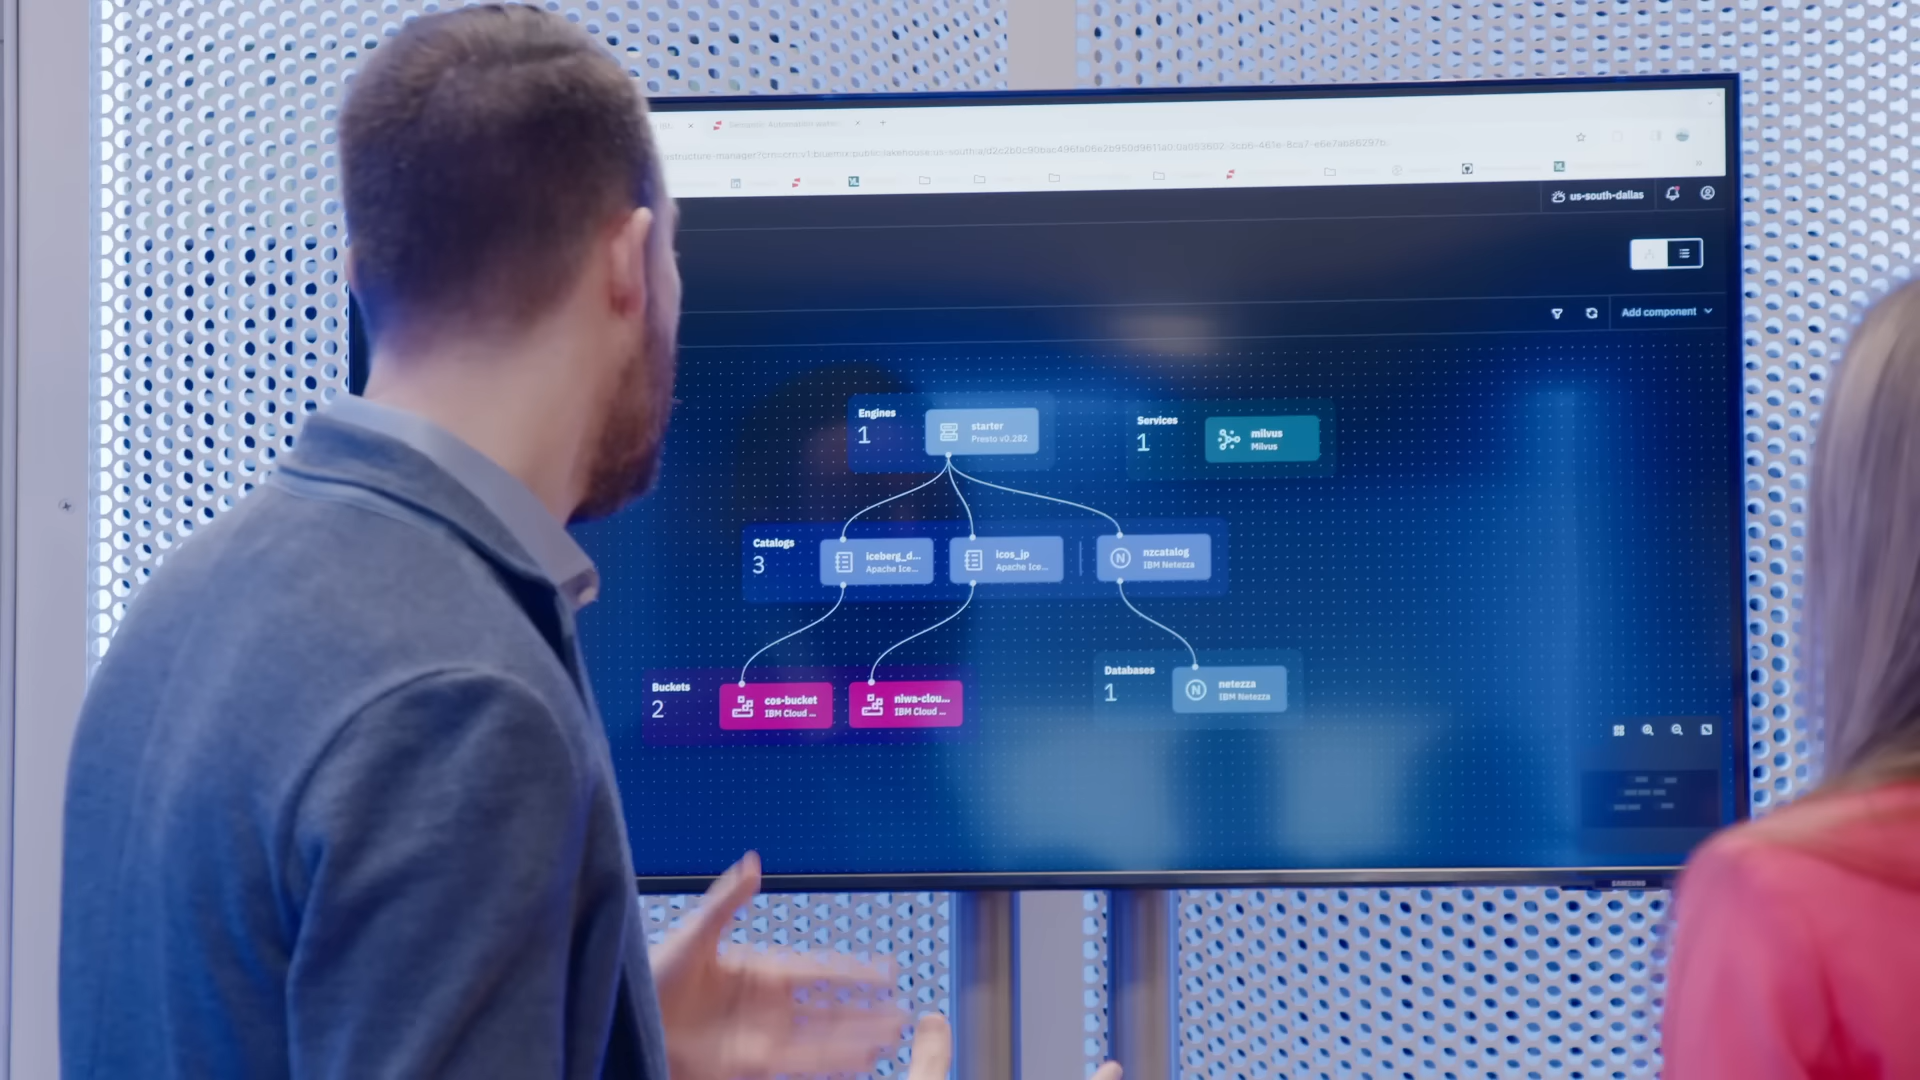 us-south-dallas
Add component
Engines
1
starter
Presto v0.282
Services
1
milvus
Milvus
Catalogs
3
iceberg_d...
Apache Ice...
icos_jp
Apache Ice...
nzcatalog
IBM Netezza
Buckets
2
cos-bucket
IBM Cloud ...
niwa-clou...
IBM Cloud ...
Databases
1
netezza
IBM Netezza
SAMSUNG